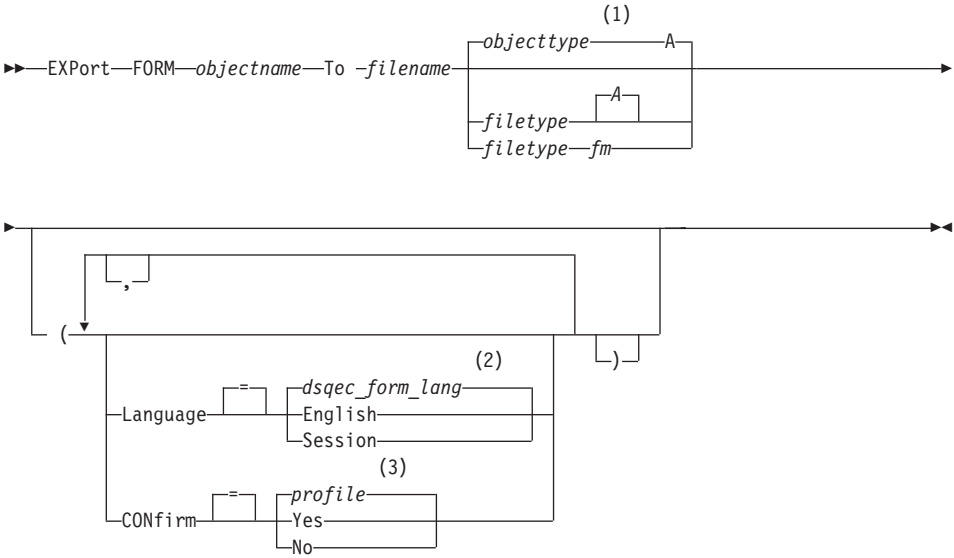 (1)
objecttype A
EXPort FORM objectname To filename
A
filetype
filetype fm
,
(
)
(2)
= dsqec_form_lang
Language English
Session
(3)
= profile
CONfirm Yes
No